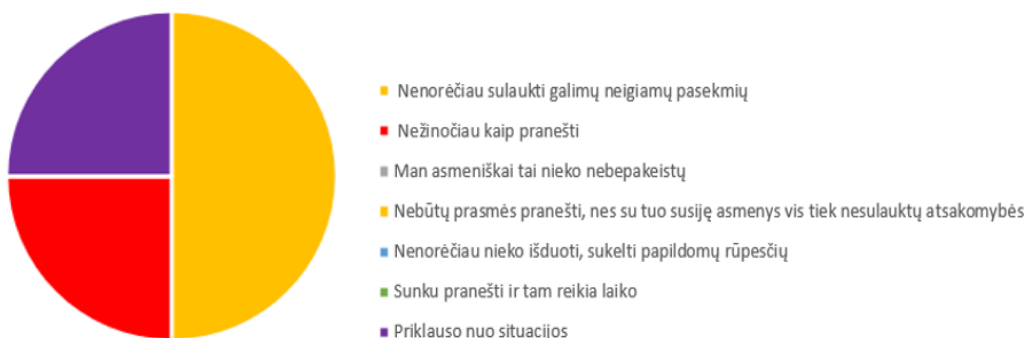 Nenorėčiau sulaukti galimų neigiamų pasekmių
Nežinočiau kaip pranešti
Man asmeniškai tai nieko nebepakeistų
Nebūtų prasmės pranešti, nes su tuo susiję asmenys vis tiek nesulauktų atsakomybės
Nenorėčiau nieko išduoti, sukelti papildomų rūpesčių
Sunku pranešti ir tam reikia laiko
Priklauso nuo situacijos